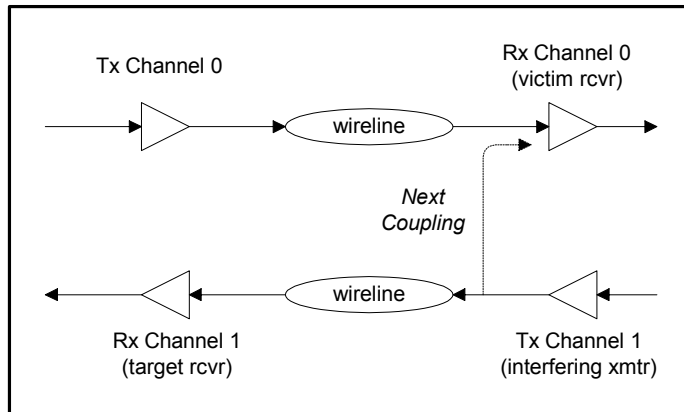 Tx Channel 0
Rx Channel 0
(victim rcvr)
wireline
Next
Coupling
wireline
Rx Channel 1
(target rcvr)
Tx Channel 1
(interfering xmtr)